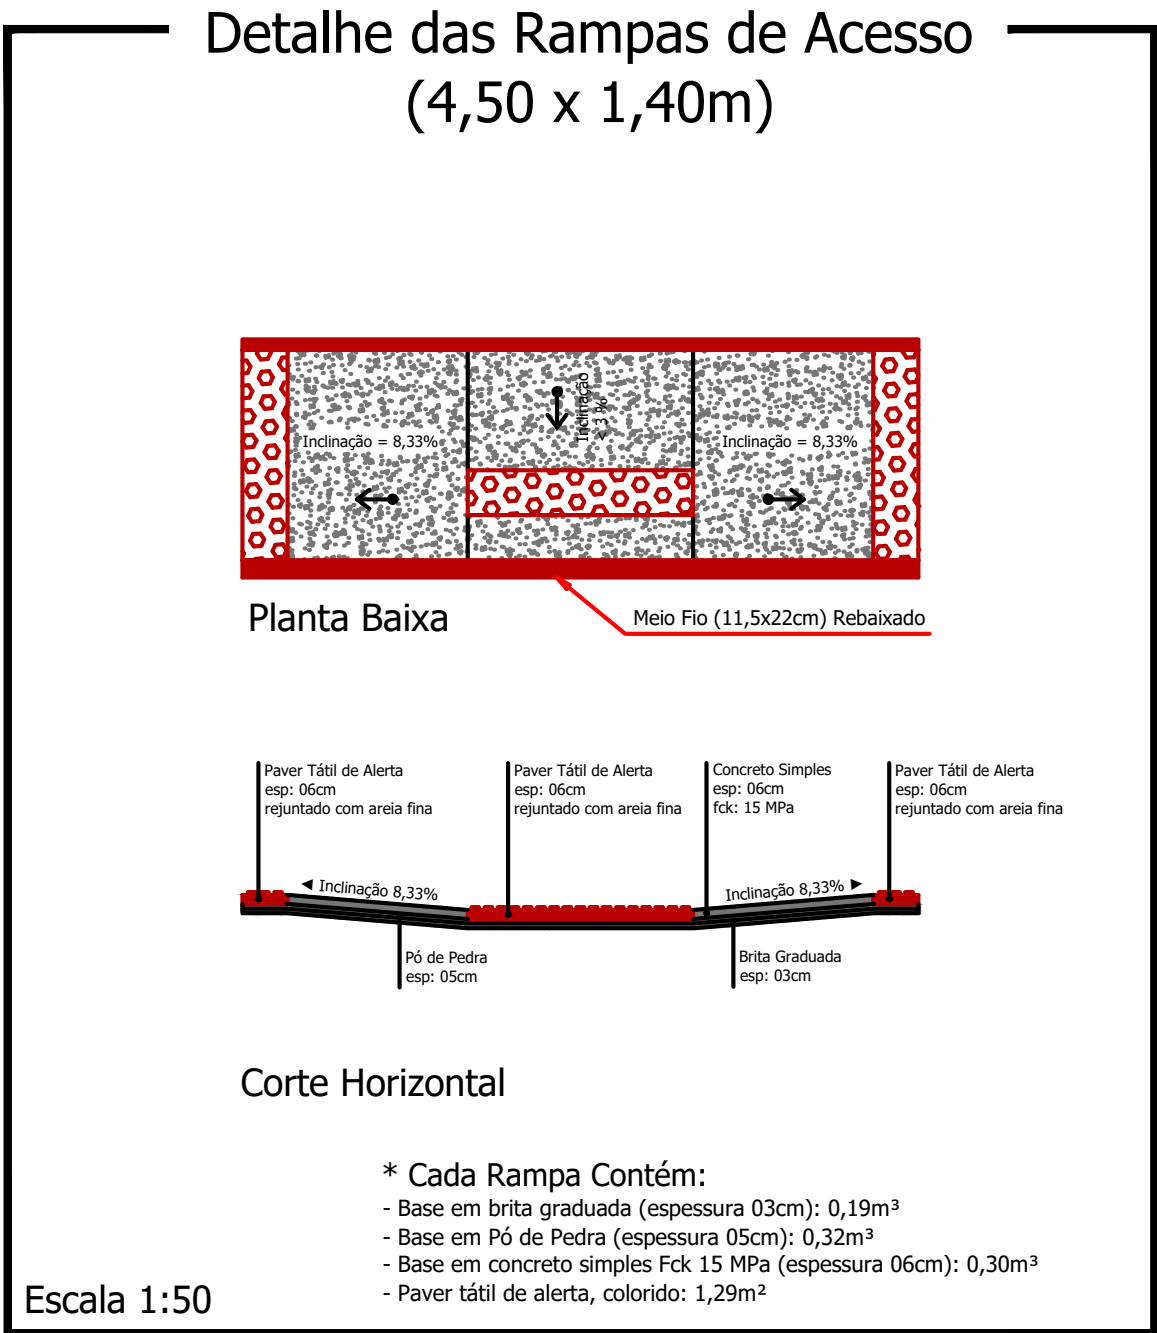 Detalhe das Rampas de Acesso
(4,50 x 1,40m)
Inclinação = 8,33%
Inclinação
< 3 %
Inclinação = 8,33%
Planta Baixa
Meio Fio (11,5x22cm) Rebaixado
Paver Tátil de Alerta
esp: 06cm
rejuntado com areia fina
Paver Tátil de Alerta
esp: 06cm
rejuntado com areia fina
Concreto Simples
esp: 06cm
fck: 15 MPa
Paver Tátil de Alerta
esp: 06cm
rejuntado com areia fina
Inclinação 8,33%
Inclinação 8,33%
Pó de Pedra
esp: 05cm
Brita Graduada
esp: 03cm
Corte Horizontal
* Cada Rampa Contém:
- Base em brita graduada (espessura 03cm): 0,19m³
- Base em Pó de Pedra (espessura 05cm): 0,32m³
- Base em concreto simples Fck 15 MPa (espessura 06cm): 0,30m³
- Paver tátil de alerta, colorido: 1,29m²
Escala 1:50